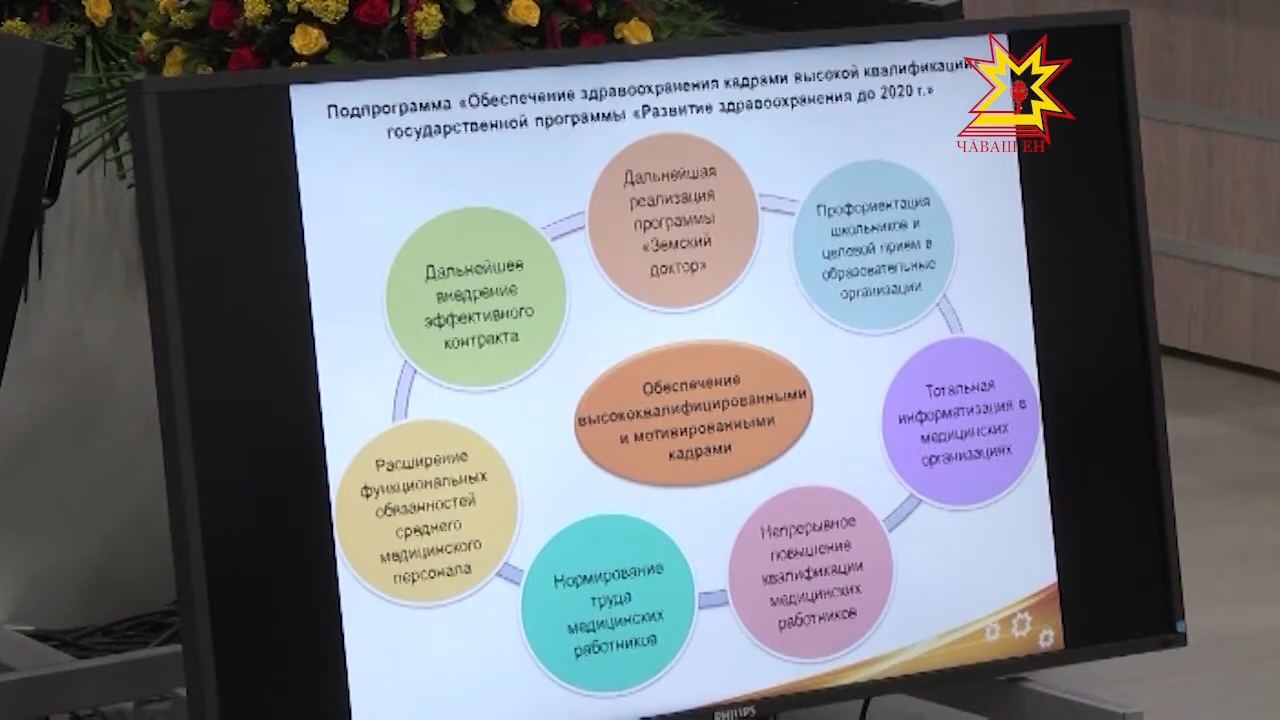 Подпрограмма «Обеспечение здравоохранения кадрами высокой квалификации
государственной программы «Развитие здравоохранения до 2020 г.»
ЧĂВАШ ЕН
Дальнейшая
реализация
программы
«Земский
доктор»
Профориентация
школьников и
целевой прием в
образовательные
организации
Тотальная
информатизация в
медицинских
организациях
Непрерывное
повышение
квалификации
медицинских
работников
Нормирование
труда
медицинских
работников
Расширение
функциональных
обязанностей
среднего
медицинского
персонала
Дальнейшее
внедрение
эффективного
контракта
Обеспечение
высококвалифицированными
и мотивированными
кадрами
PHILIPS